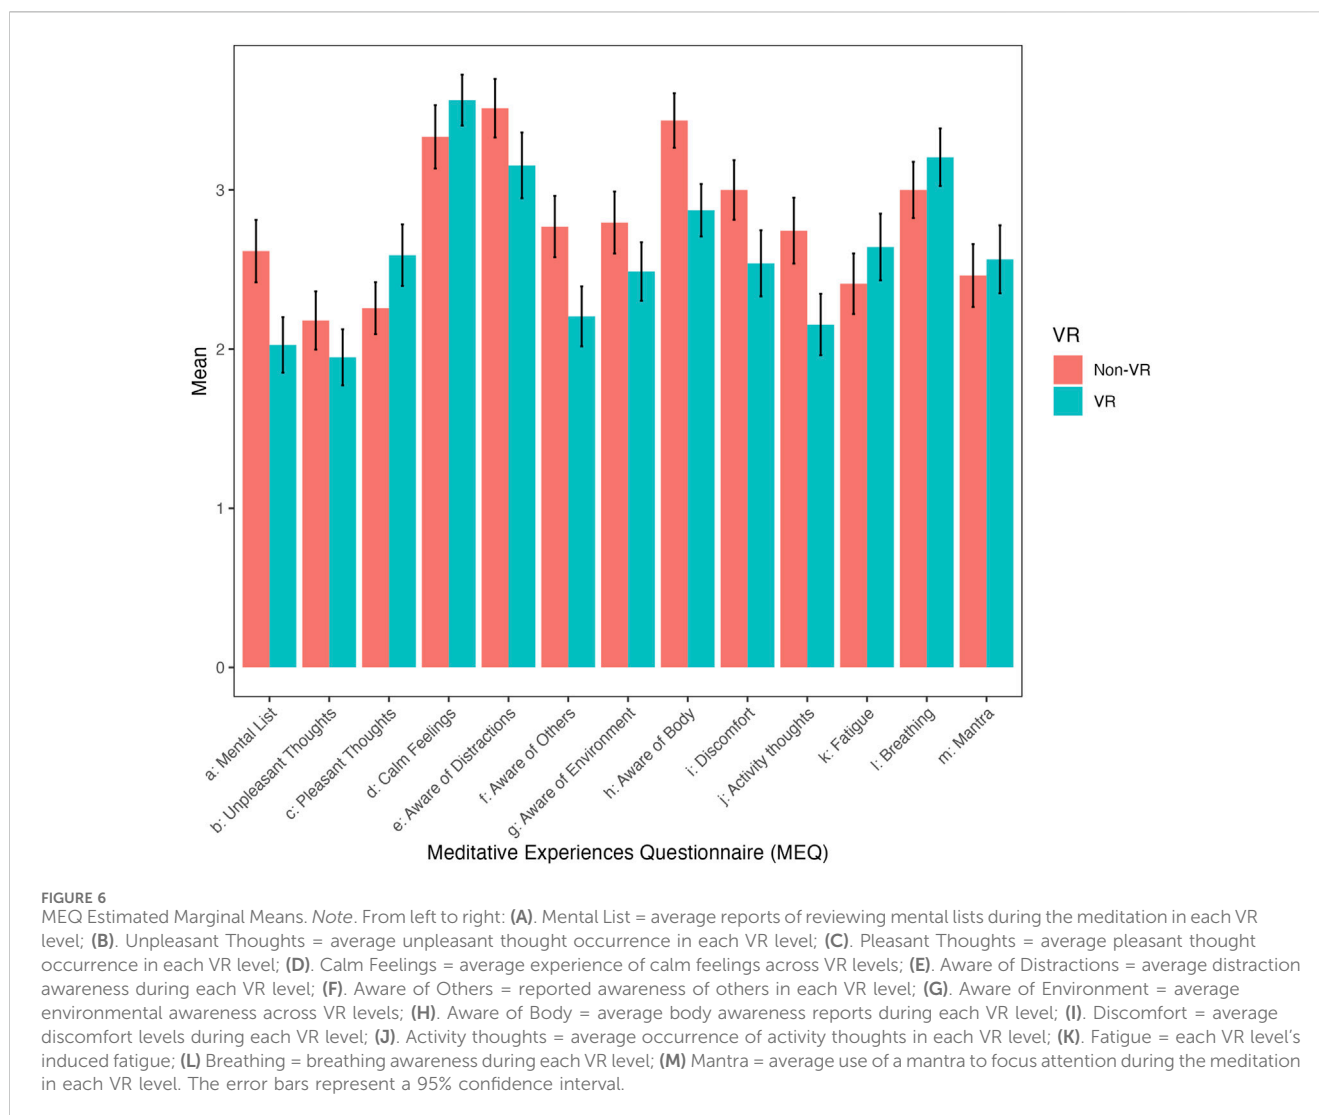 3
2
1
0
Mean
a: Mental List
b: Unpleasant Thoughts
c: Pleasant Thoughts
d: Calm Feelings
e: Aware of Distractions
f: Aware of Others
g: Aware of Environment
h: Aware of Body
i: Discomfort
j: Activity thoughts
k: Fatigue
l: Breathing
m: Mantra
Meditative Experiences Questionnaire (MEQ)
VR
Non-VR
VR
FIGURE 6
MEQ Estimated Marginal Means. Note. From left to right: (A). Mental List = average reports of reviewing mental lists during the meditation in each VR
level; (B). Unpleasant Thoughts = average unpleasant thought occurrence in each VR level; (C). Pleasant Thoughts = average pleasant thought
occurrence in each VR level; (D). Calm Feelings = average experience of calm feelings across VR levels; (E). Aware of Distractions = average distraction
awareness during each VR level; (F). Aware of Others = reported awareness of others in each VR level; (G). Aware of Environment = average
environmental awareness across VR levels; (H). Aware of Body = average body awareness reports during each VR level; (I). Discomfort = average
discomfort levels during each VR level; (J). Activity thoughts = average occurrence of activity thoughts in each VR level; (K). Fatigue = each VR level's
induced fatigue; (L) Breathing = breathing awareness during each VR level; (M) Mantra = average use of a mantra to focus attention during the meditation
in each VR level. The error bars represent a 95% confidence interval.